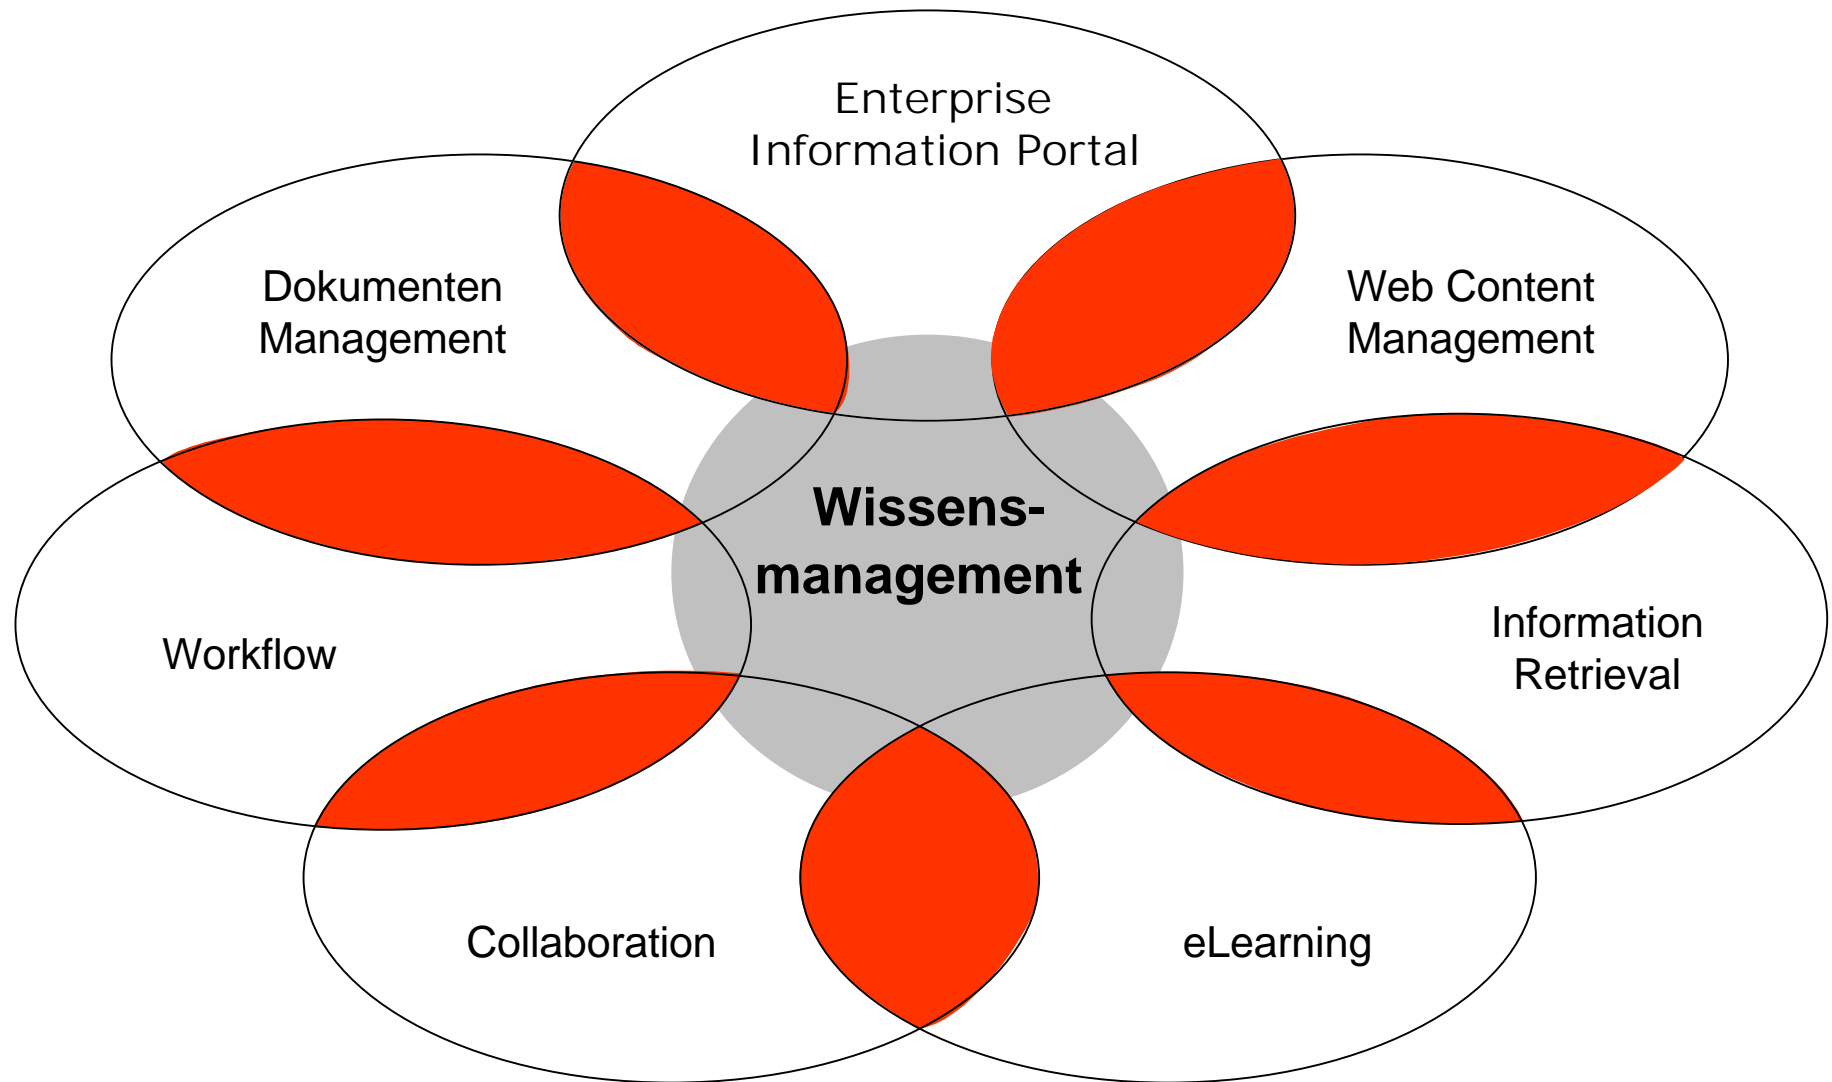 Enterprise
Information Portal
Dokumenten
Management
Web Content
Management
Wissens-
management
Workflow
Information
Retrieval
Collaboration
eLearning